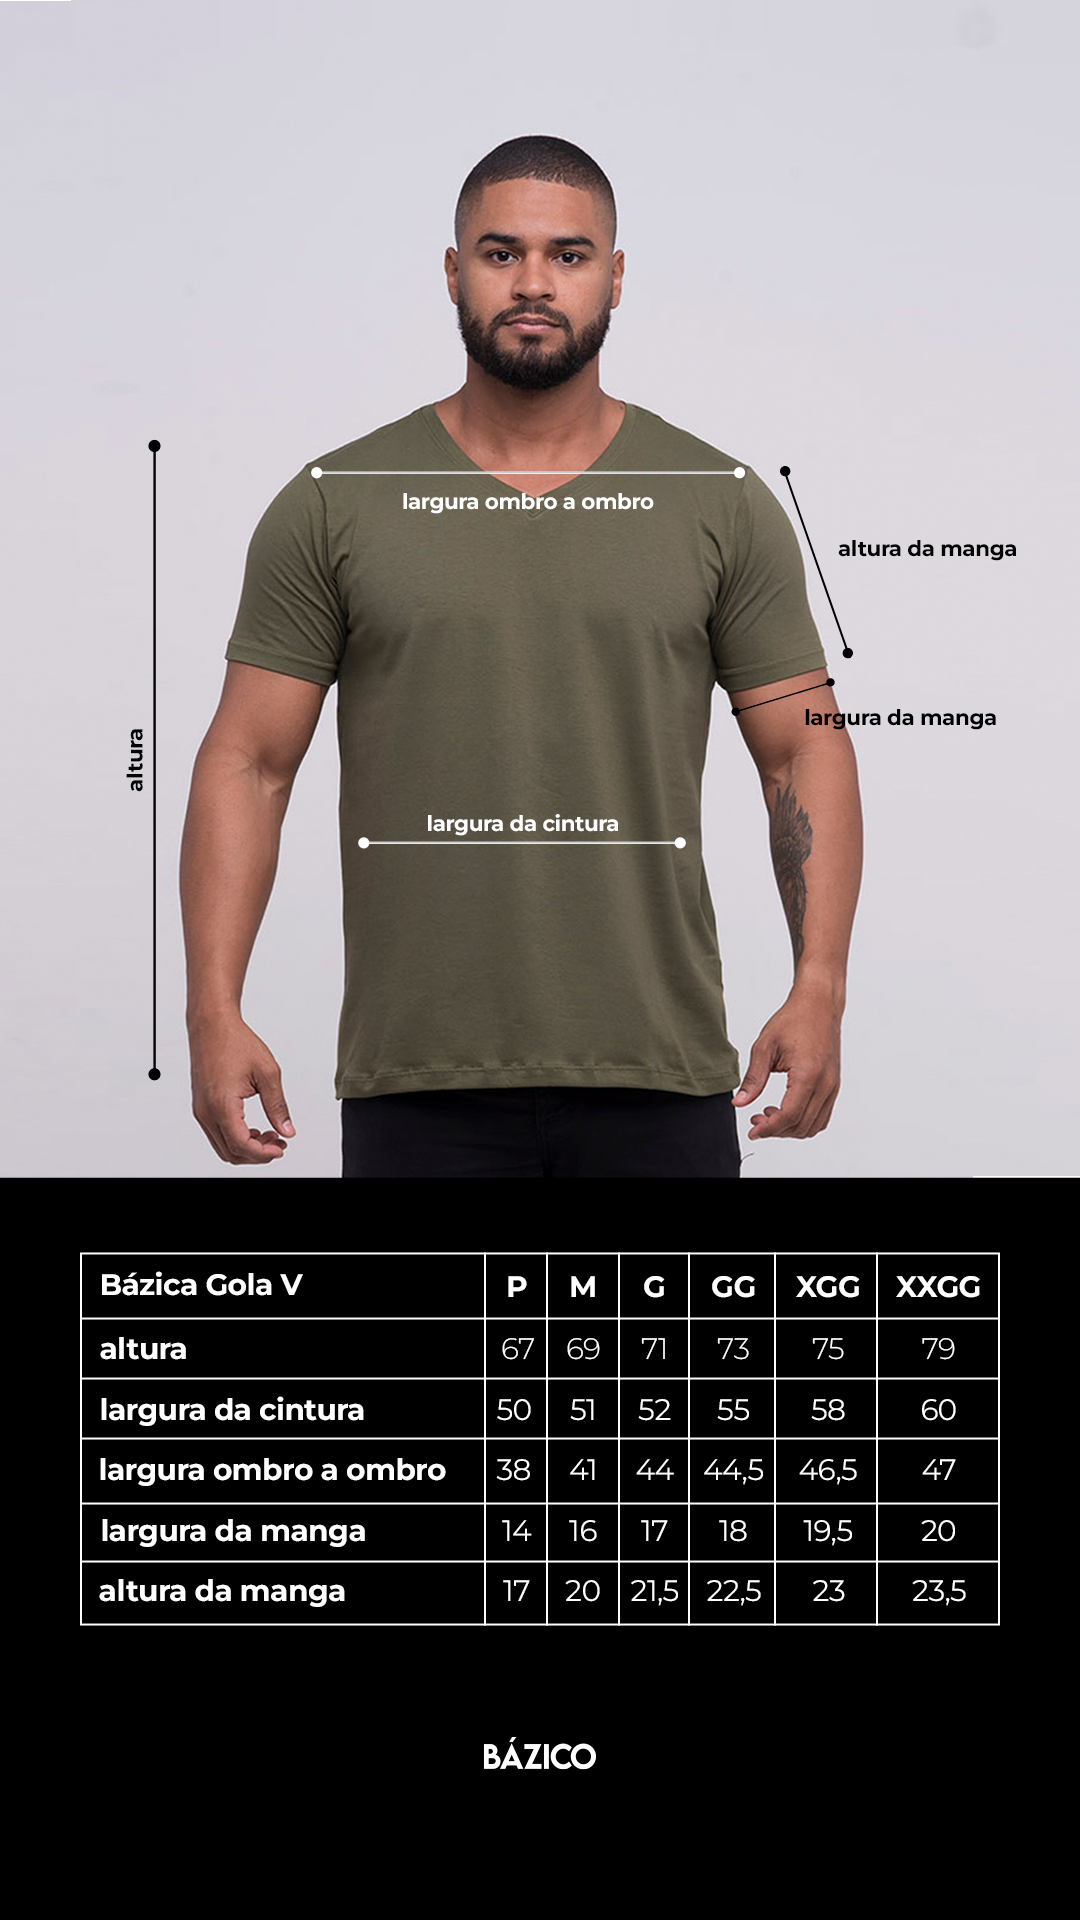 largura ombro a ombro
altura da manga
largura da manga
altura
largura da cintura
Bázica Gola V P M G GG XGG XXGG
altura 67 69 71 73 75 79
largura da cintura 50 51 52 55 58 60
largura ombro a ombro 38 41 44 44,5 46,5 47
largura da manga 14 16 17 18 19,5 20
altura da manga 17 20 21,5 22,5 23 23,5
BÁZICO